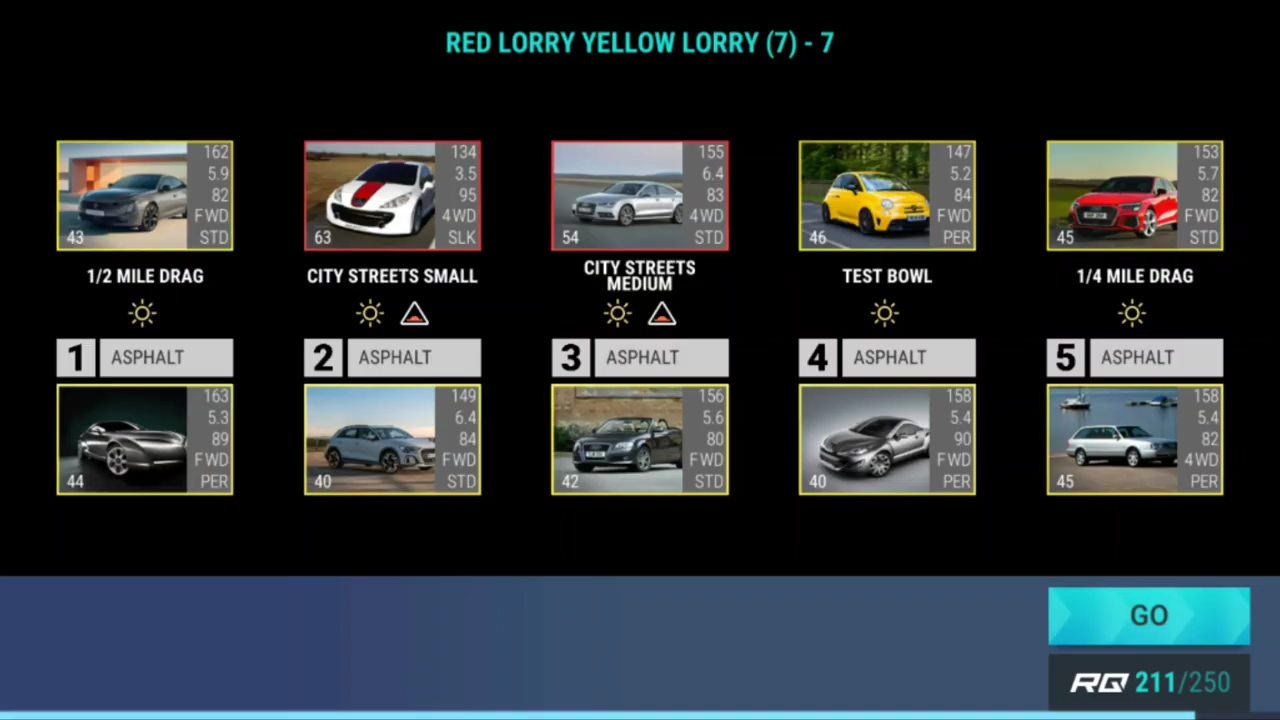 RED LORRY YELLOW LORRY (7) - 7
162
5.9
82
FWD
43
STD
134
3.5
95
4WD
63
SLK
155
6.4
83
4WD
54
STD
147
5.2
84
FWD
46
PER
153
5.7
82
FWD
45
STD
1/2 MILE DRAG
CITY STREETS SMALL
CITY STREETS
MEDIUM
TEST BOWL
1/4 MILE DRAG
1 ASPHALT
2 ASPHALT
3 ASPHALT
4 ASPHALT
5 ASPHALT
163
5.3
89
FWD
44
PER
149
6.4
84
FWD
40
STD
156
5.6
80
FWD
42
STD
158
5.4
90
FWD
40
PER
158
5.4
82
4WD
45
PER
GO
RQ 211/250